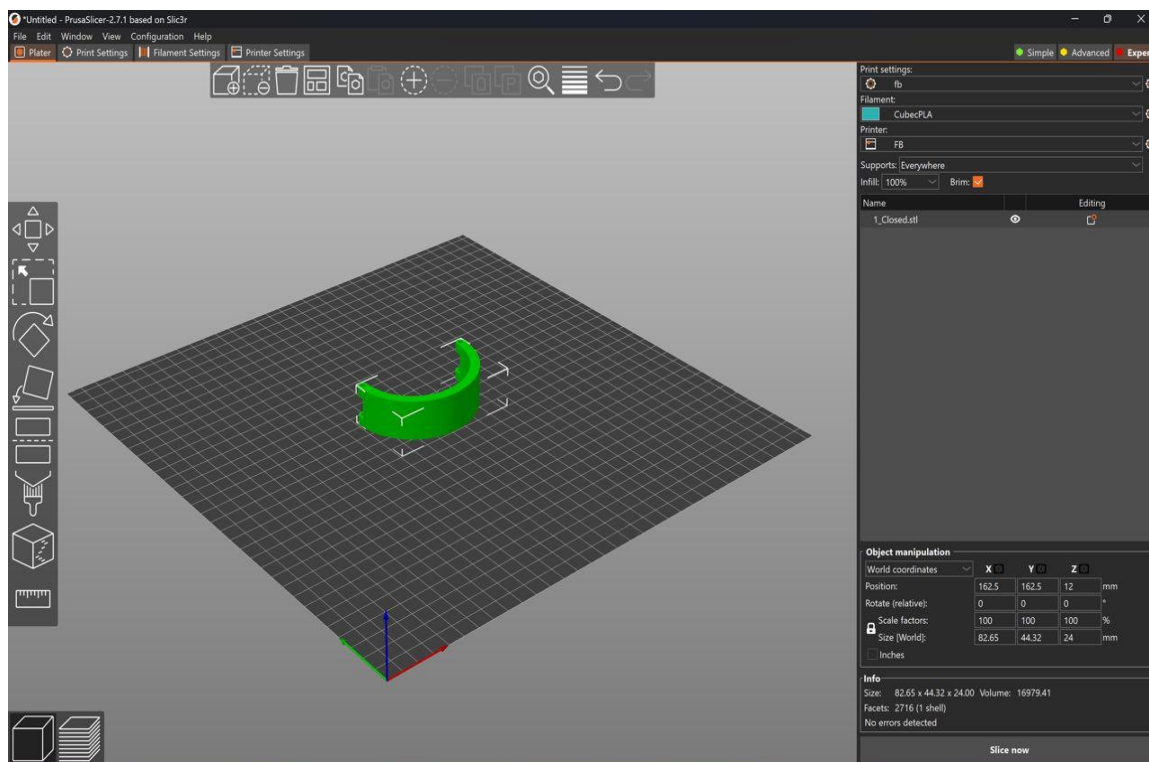 *Untitled - PrusaSlicer-2.7.1 based on Slic3r
File Edit Window View Configuration Help
Plater Print Settings Filament Settings Printer Settings Simple Advanced Exper
Print settings:
fb
Filament:
CubecPLA
Printer:
FB
Supports: Everywhere
Infill: 100% Brim:
Name Editing
1_Closed.stl
Object manipulation
World coordinates X Y Z
Position: 162.5 162.5 12 mm
Rotate (relative): 0 0 0 °
Scale factors: 100 100 100 %
Size [World]: 82.65 44.32 24 mm
Inches
Info
Size: 82.65 x 44.32 x 24.00 Volume: 16979.41
Facets: 2716 (1 shell)
No errors detected
Slice now